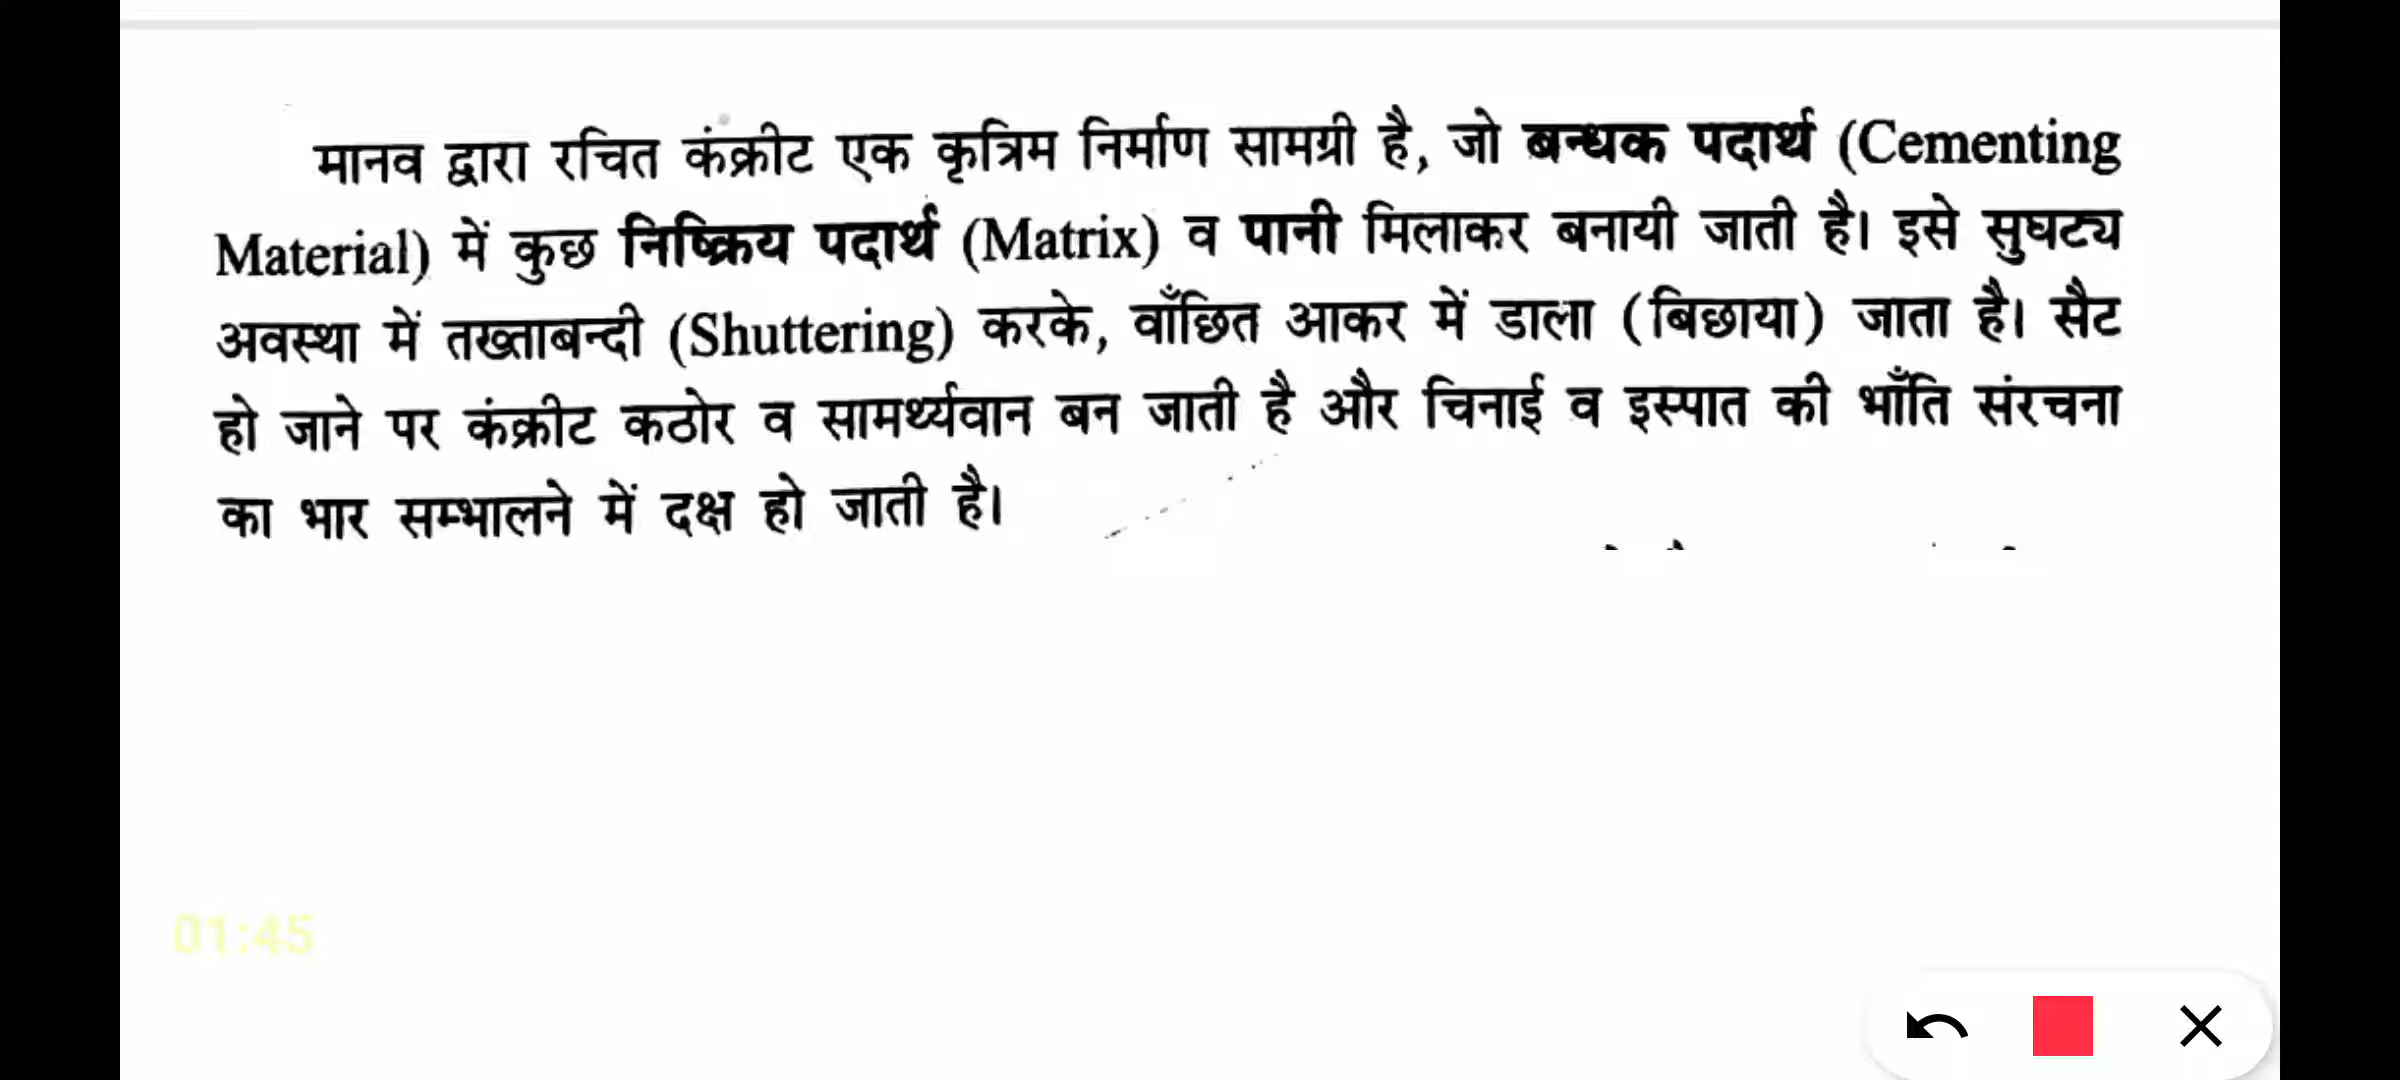 मानव द्वारा रचित कंक्रीट एक कृत्रिम निर्माण सामग्री है, जो बन्धक पदार्थ (Cementing
Material) में कुछ निष्क्रिय पदार्थ (Matrix) व पानी मिलाकर बनायी जाती है। इसे सुघट्य
अवस्था में तख्ताबन्दी (Shuttering) करके, वाँछित आकर में डाला (बिछाया) जाता है। सैट
हो जाने पर कंक्रीट कठोर व सामर्थ्यवान बन जाती है और चिनाई व इस्पात की भाँति संरचना
का भार सम्भालने में दक्ष हो जाती है।
01:45